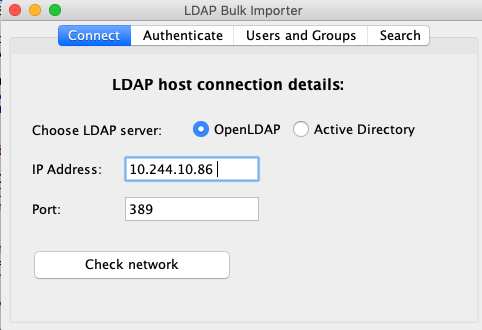 LDAP Bulk Importer
Connect Authenticate Users and Groups Search
LDAP host connection details:
Choose LDAP server: OpenLDAP Active Directory
IP Address: 10.244.10.86
Port: 389
Check network